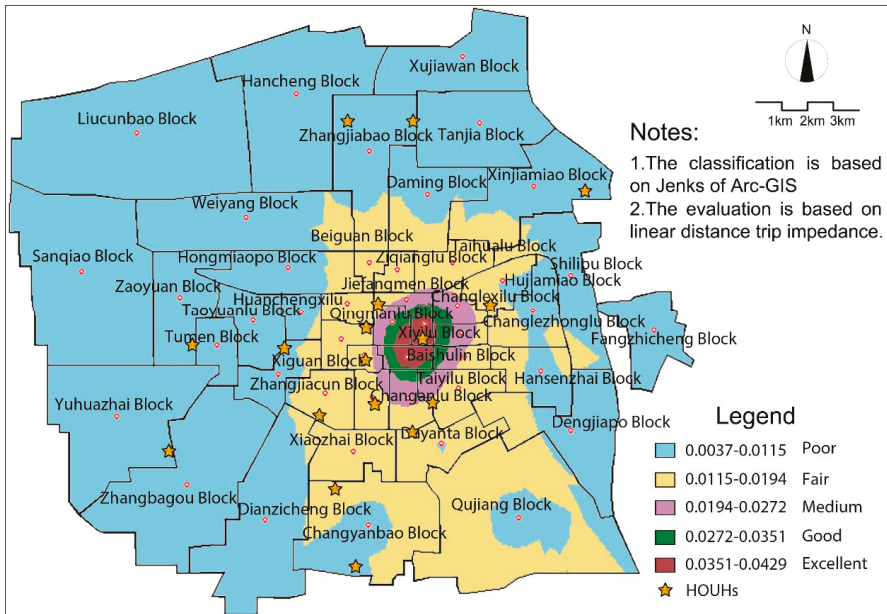 Xujiawan Block
Hancheng Block
Liucunbao Block
Zhangjiabao Block
Tanjia Block
Xinjiamiao Block
Daming Block
Weiyang Block
Beiguan Block
Taihualu Block
Ziqianglu Block
Sanqiao Block
Hongmiaopo Block
Shilipu Block
Hujiamiao Block
Zaoyuan Block
Jiefangmen Block
Huanchengxilu
Changlexilu Block
Taoyuanlu Block
Qingnianlu Block
Changlezhonglu Block
Tumen Block
Xiyilu Block
Fangzhicheng Block
Xiguan Block
Baishulin Block
Zhangjiacun Block
Taiyilu Block
Hansenzhai Block
Changanlu Block
Yuhuazhai Block
Xiaozhai Block
Dayanta Block
Dengjiapo Block
Zhangbagou Block
Dianzicheng Block
Qujiang Block
Changyanbao Block
N
1km 2km 3km
Notes:
1.The classification is based
on Jenks of Arc-GIS
2.The evaluation is based on
linear distance trip impedance.
Legend
0.0037-0.0115 Poor
0.0115-0.0194 Fair
0.0194-0.0272 Medium
0.0272-0.0351 Good
0.0351-0.0429 Excellent
HOUHs